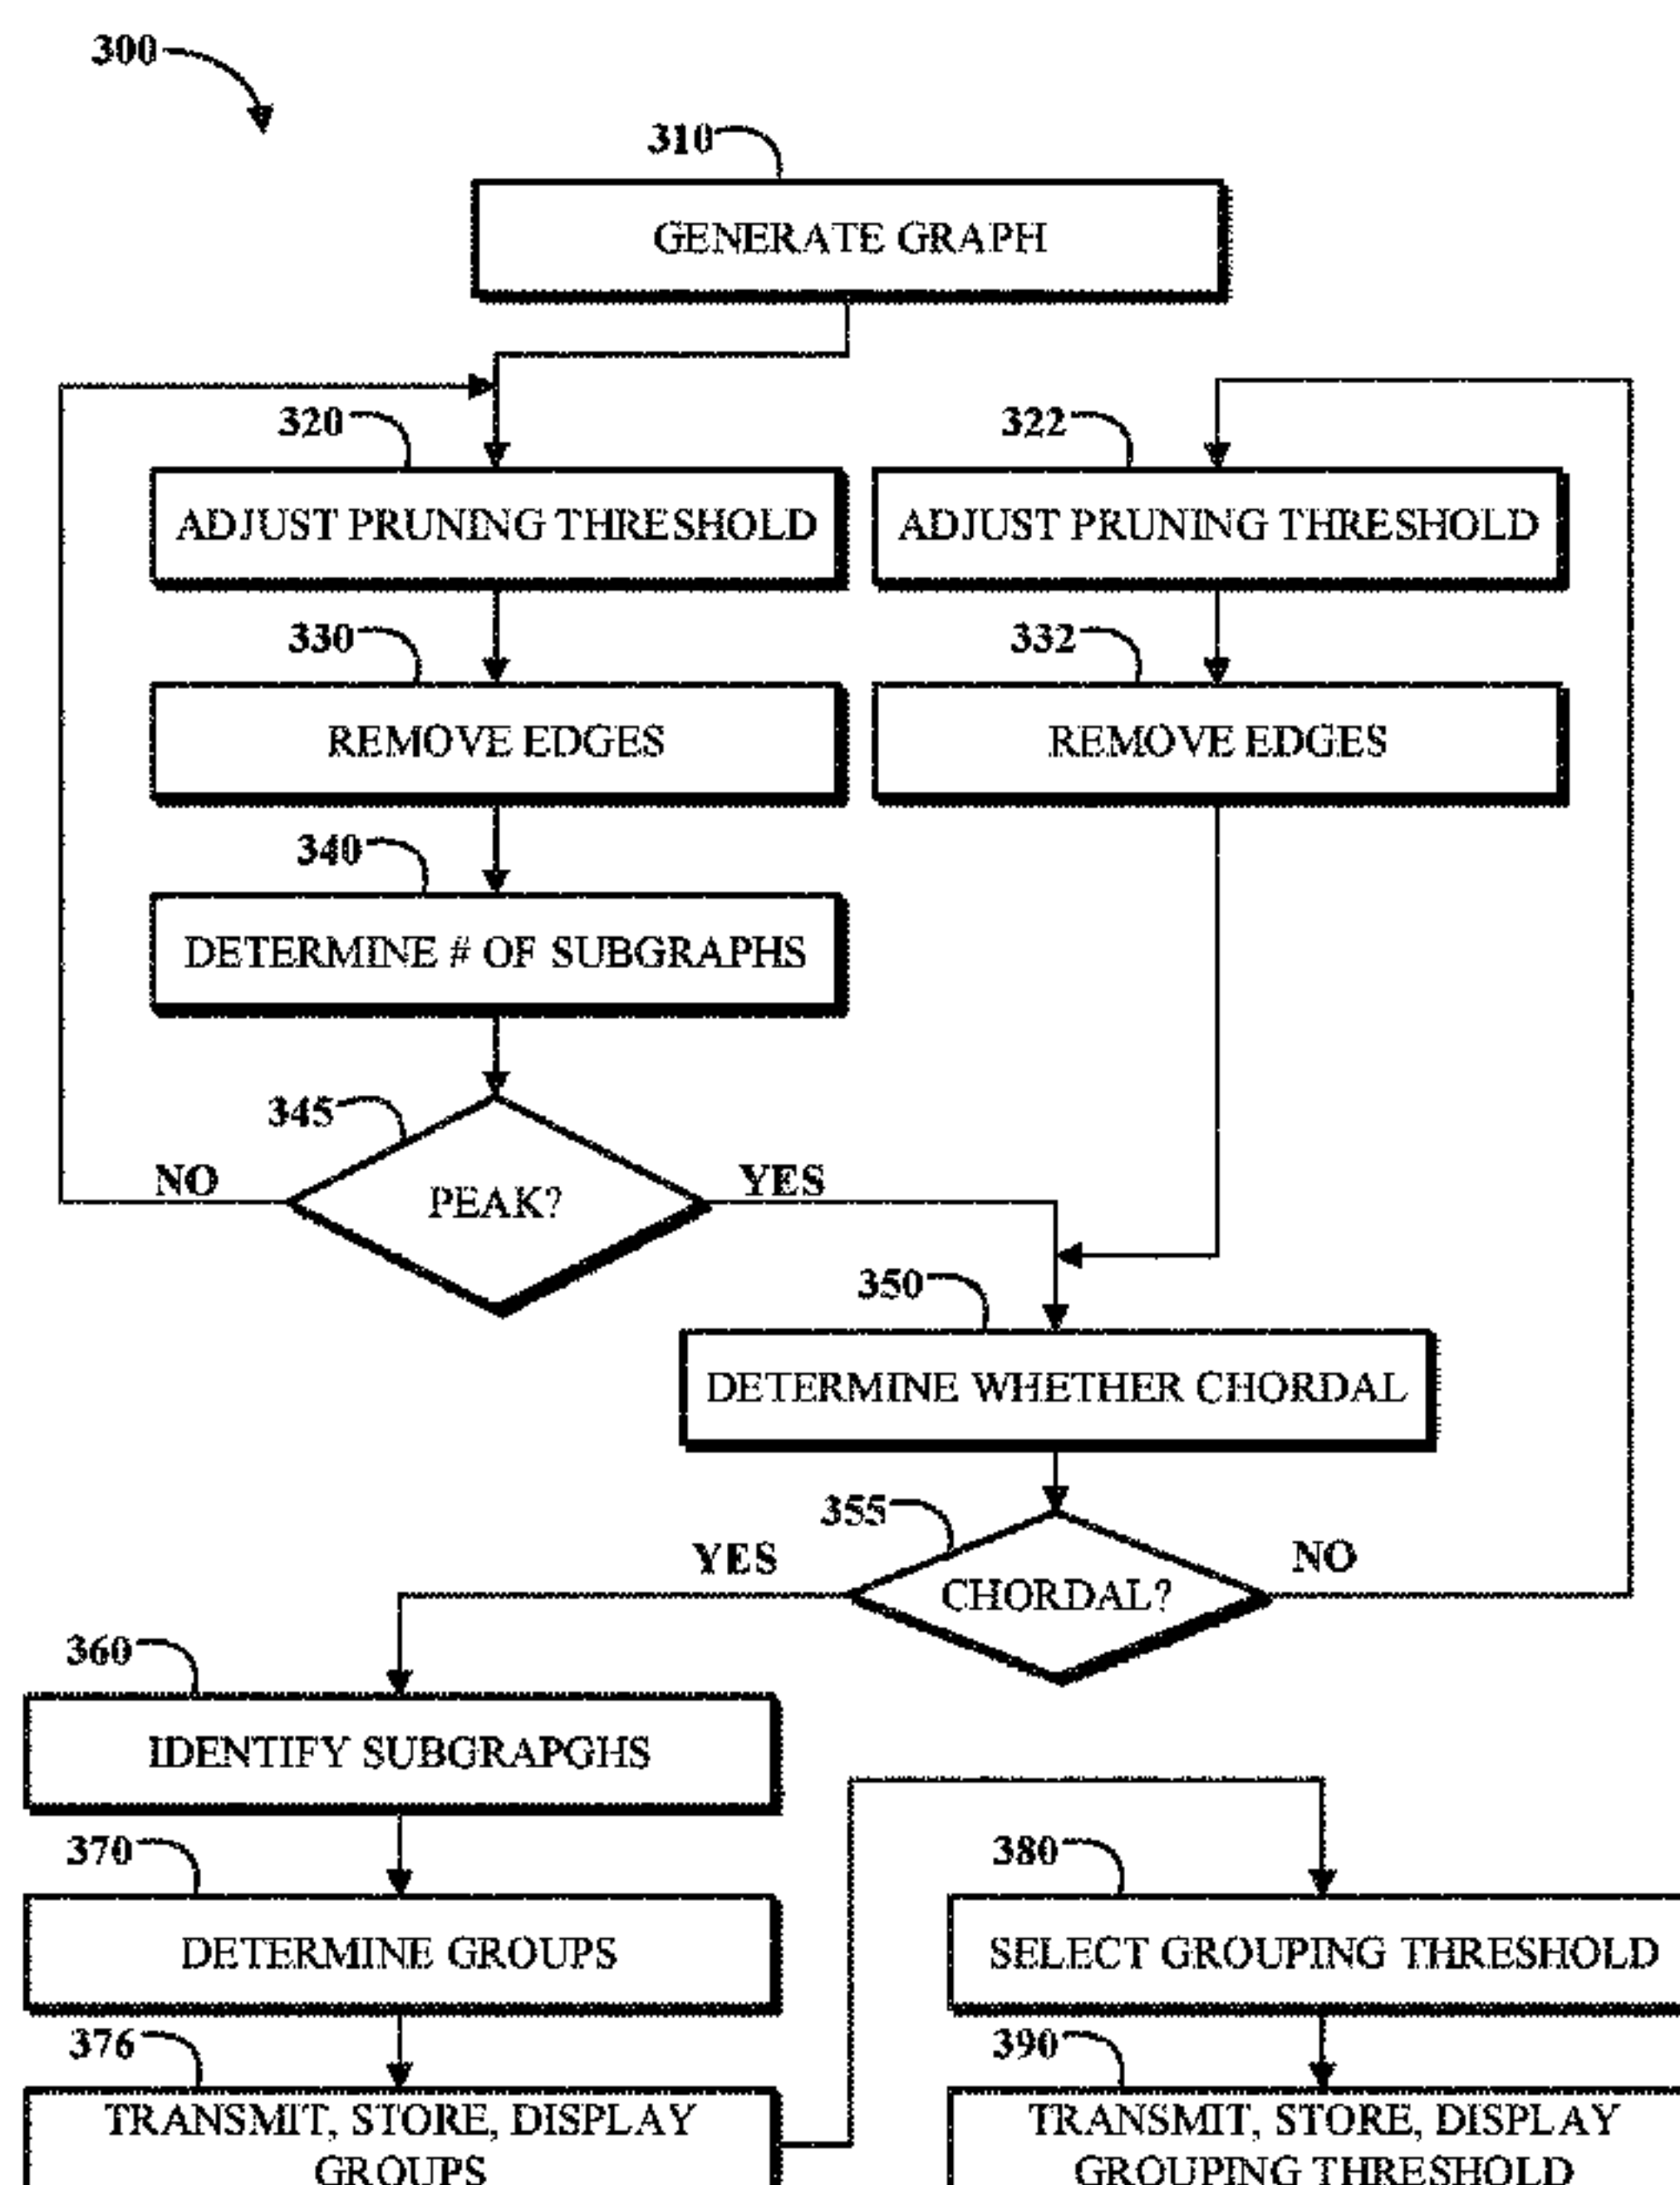 300
310
GENERATE GRAPH
320
322
ADJUST PRUNING THRESHOLD
ADJUST PRUNING THRESHOLD
330
332
REMOVE EDGES
REMOVE EDGES
340
DETERMINE # OF SUBGRAPHS
345
NO
PEAK?
YES
350
DETERMINE WHETHER CHORDAL
355
YES
CHORDAL?
NO
360
IDENTIFY SUBGRAPGHS
370
DETERMINE GROUPS
380
SELECT GROUPING THRESHOLD
376
TRANSMIT, STORE, DISPLAY
GROUPS
390
TRANSMIT, STORE, DISPLAY
GROUPING THRESHOLD